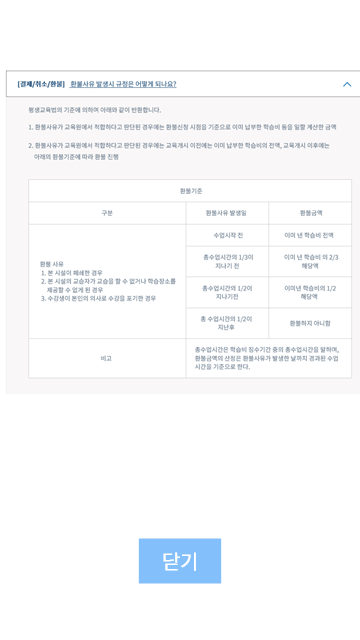 [결제/취소/환불] 환불사유 발생시 규정은 어떻게 되나요?
평생교육법의 기준에 의하여 아래와 같이 반환합니다.
1. 환불사유가 교육원에서 적합하다고 판단된 경우에는 환불신청 시점을 기준으로 이미 납부한 학습비 등을 일할 계산한 금액
2. 환불사유가 교육원에서 적합하다고 판단된 경우에는 교육개시 이전에는 이미 납부한 학습비의 전액, 교육개시 이후에는
아래의 환불기준에 따라 환불 진행
환불기준
구분 환불사유 발생일 환불금액
환불 사유
1. 본 시설이 폐쇄한 경우
2. 본 시설의 교습자가 교습을 할 수 없거나 학습장소를
제공할 수 없게 된 경우
3. 수강생이 본인의 의사로 수강을 포기한 경우
수업시작 전 이미 낸 학습비 전액
총수업시간의 1/3이
지나기 전
이미 낸 학습비 의 2/3
해당액
총수업시간의 1/2이
지나기전
이미낸 학습비의 1/2
해당액
총 수업시간의 1/2이
지난후
환불하지 아니함
비고
총수업시간은 학습비 징수기간 중의 총수업시간을 말하며,
환불금액의 산정은 환불사유가 발생한 날까지 경과된 수업
시간을 기준으로 한다.
닫기